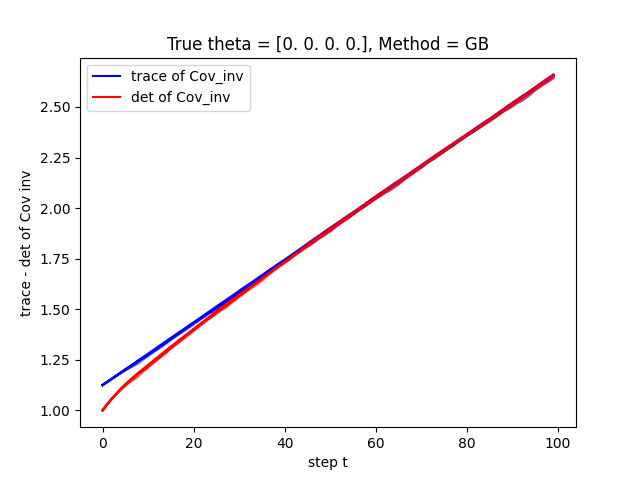 True theta = [0. 0. 0. 0.], Method = GB
trace of Cov_inv
det of Cov_inv
trace - det of Cov inv
2.50
2.25
2.00
1.75
1.50
1.25
1.00
0 20 40 60 80 100
step t